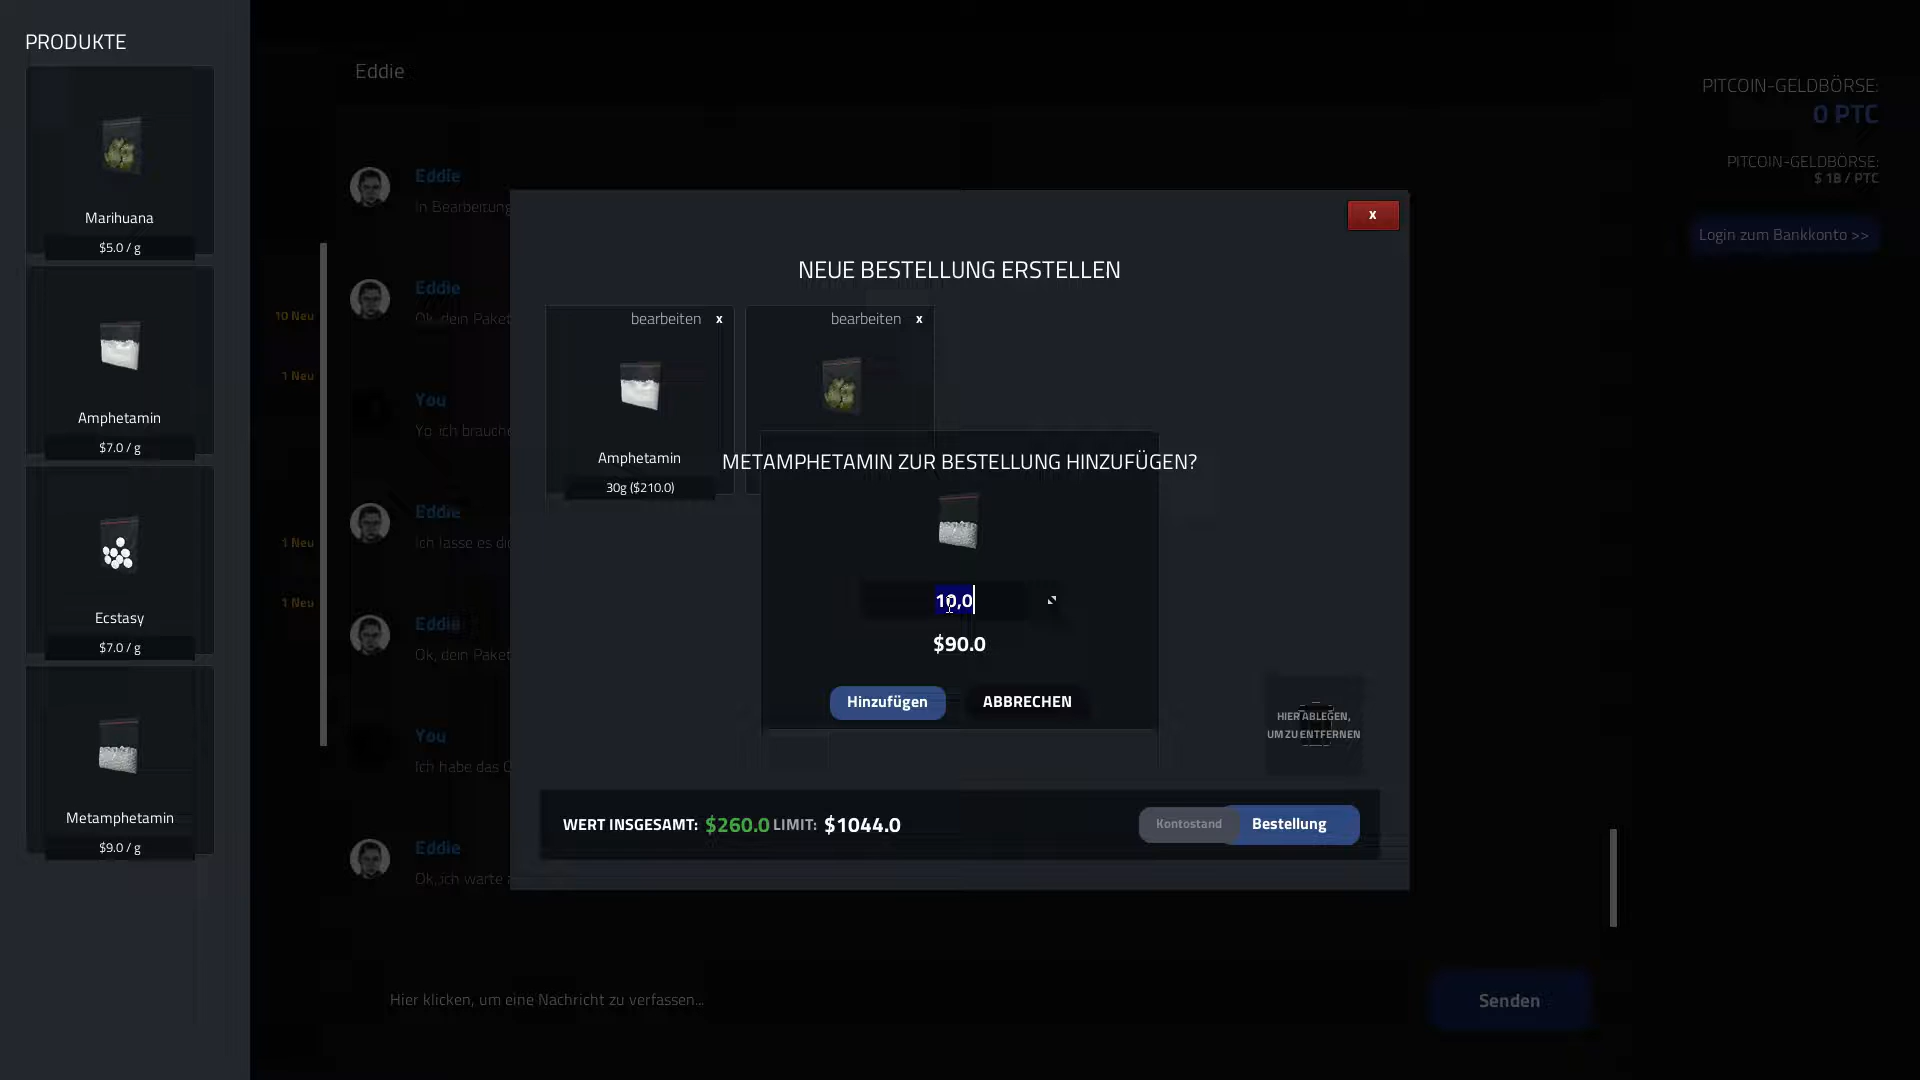 PRODUKTE
Marihuana
$5.0 / g
Amphetamin
$7.0 / g
Ecstasy
$7.0 / g
Metamphetamin
$9.0 / g
10 Neu
1 Neu
1 Neu
1 Neu
Eddie
Eddie
In Bearbeitung
Eddie
Ok, dein Paket
You
Yo, ich brauche
Eddie
Ich lasse es
Eddie
Ok, dein Paket
You
Ich habe das
Eddie
Ok, ich warte
Hier klicken, um eine Nachricht zu verfassen...
Senden
x
NEUE BESTELLUNG ERSTELLEN
bearbeiten x
Amphetamin
30g ($210.0)
bearbeiten x
METAMPHETAMIN ZUR BESTELLUNG HINZUFÜGEN?
10,0
$90.0
Hinzufügen
ABBRECHEN
HIER ABLEGEN,
UM ZU ENTFERNEN
WERT INSGESAMT: $260.0 LIMIT: $1044.0
Kontostand
Bestellung
PITCOIN-GELDBÖRSE:
0 PTC
PITCOIN-GELDBÖRSE:
$ 18 / PTC
Login zum Bankkonto >>